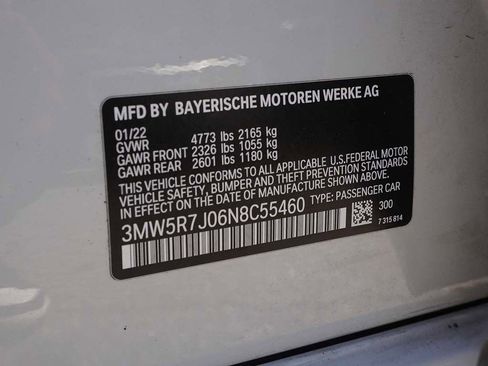 MFD BY BAYERISCHE MOTOREN WERKE AG
01/22
GVWR 4773 lbs 2165 kg
GAWR FRONT 2326 lbs 1055 kg
GAWR REAR 2601 lbs 1180 kg
THIS VEHICLE CONFORMS TO ALL APPLICABLE U.S.FEDERAL MOTOR
VEHICLE SAFETY, BUMPER AND THEFT PREVENTION STANDARDS
IN EFFECT ON THE DATE OF MANUFACTURE SHOWN ABOVE.
3MW5R7J06N8C55460 TYPE: PASSENGER CAR
300
7 315 814